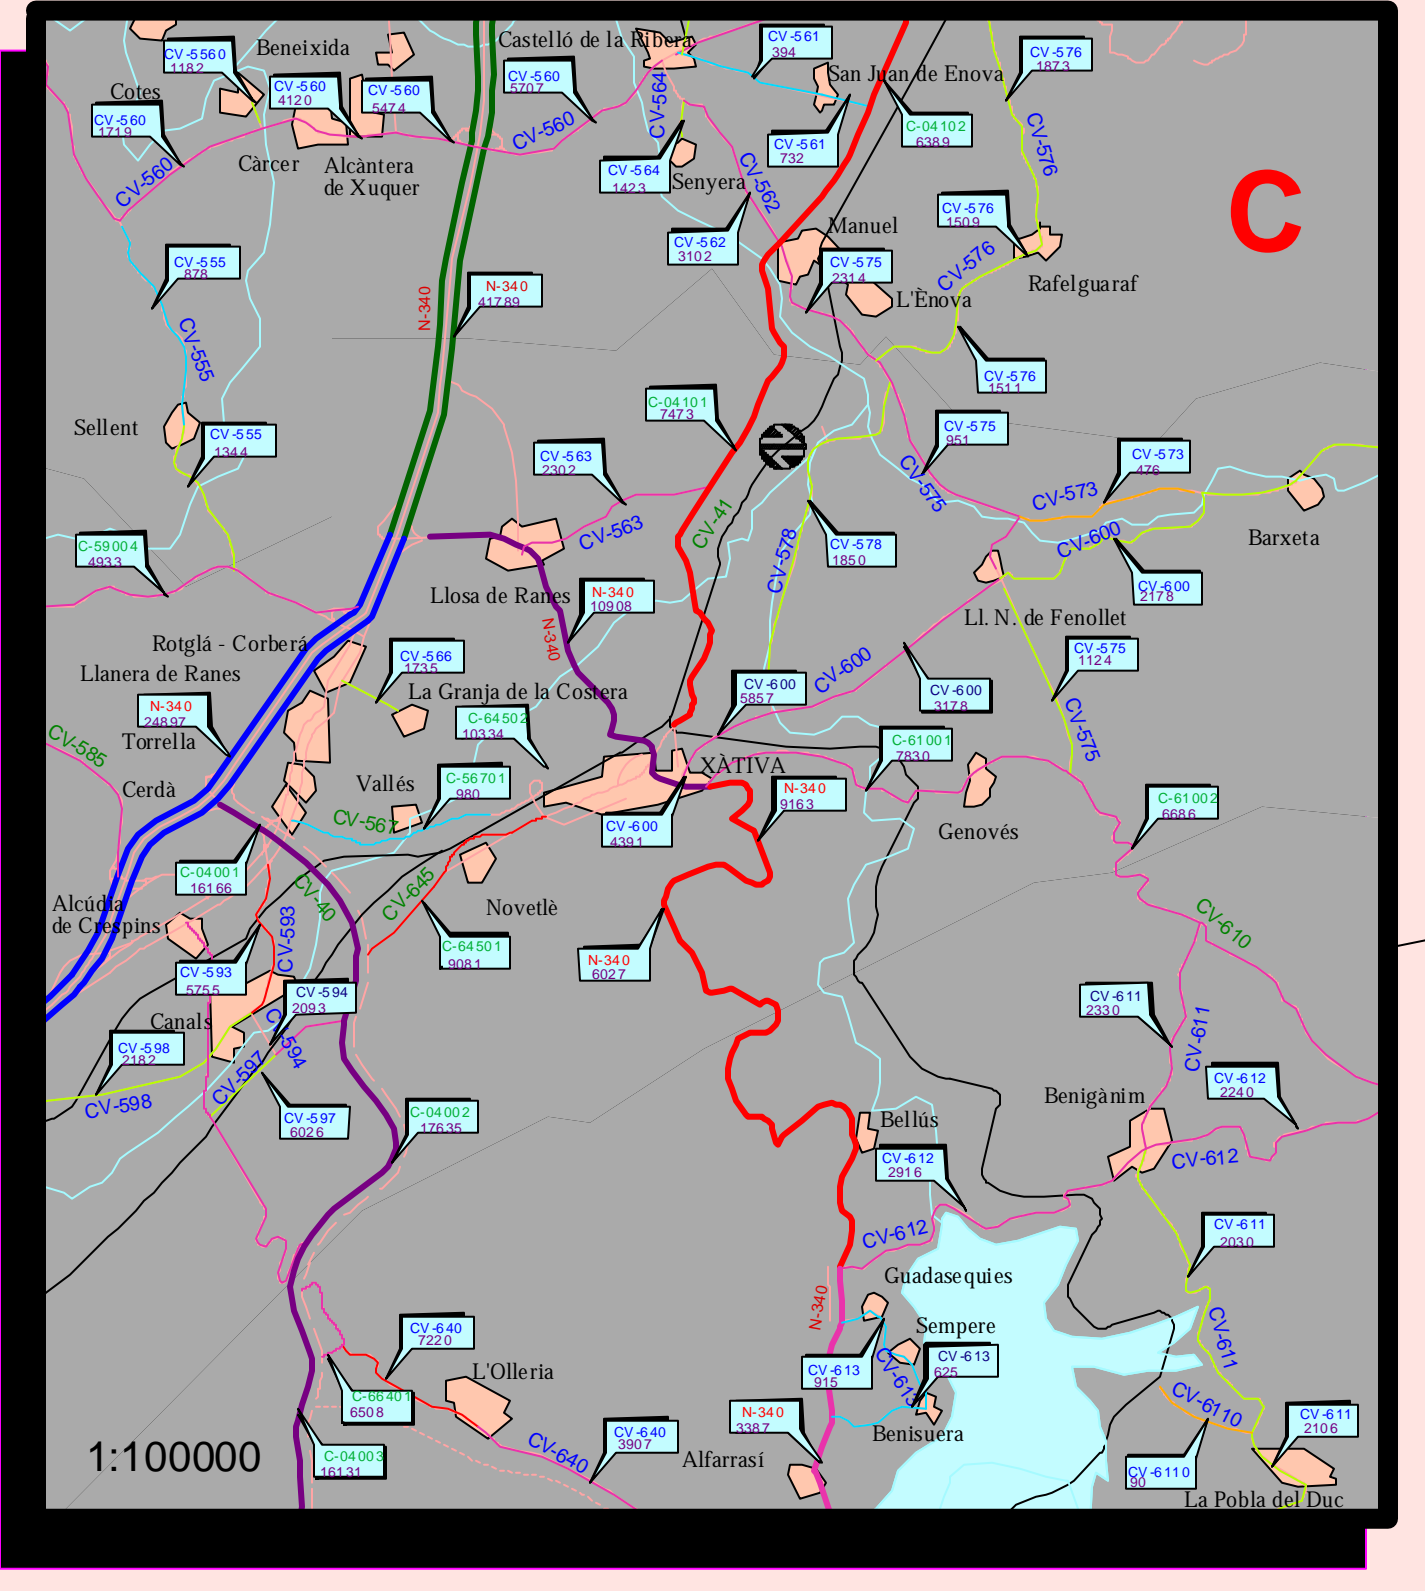 CV-5560
1182
Beneixida
Castelló de la Ribera
CV-561
394
CV-576
1873
Cotes
CV-560
4120
CV-560
5474
CV-560
5707
CV-564
San Juan de Enova
CV-560
1719
CV-560
C-04102
6389
CV-561
732
CV-576
CV-560
Càrcer
Alcàntera
de Xuquer
CV-564
1423
Senyera
CV-562
C
CV-562
3102
Manuel
CV-576
1509
CV-576
Rafelguaraf
CV-555
878
CV-575
2314
L'Ènova
N-340
N-340
41789
CV-555
CV-576
1511
C-04101
7473
Sellent
CV-555
1344
CV-563
2302
CV-575
951
CV-573
476
CV-575
CV-573
Barxeta
C-59004
4933
CV-563
CV-41
CV-578
CV-578
1850
CV-600
CV-600
2178
Llosa de Ranes
N-340
10908
N-340
Ll. N. de Fenollet
Rotglá - Corberá
Llanera de Ranes
CV-566
1735
La Granja de la Costera
CV-600
5857
CV-600
CV-600
3178
CV-575
1124
CV-575
N-340
24897
Torrella
C-64502
10334
C-61001
7830
CV-585
Cerdà
Vallés
C-56701
980
XÀTIVA
N-340
9163
C-61002
6686
CV-567
CV-600
4391
Genovés
C-04001
16166
CV-40
CV-645
Novetlè
Alcúdia
de Crespins
CV-593
C-64501
9081
N-340
6027
CV-610
CV-593
5755
CV-594
2093
Canals
CV-594
CV-611
2330
CV-611
CV-598
2182
CV-598
CV-597
CV-597
6026
C-04002
17635
Benigànim
CV-612
2240
Bellús
CV-612
2916
CV-612
CV-612
CV-611
2030
Guadasequies
N-340
CV-640
7220
Sempere
CV-611
L'Olleria
CV-613
915
CV-613
CV-613
625
C-66401
6508
CV-6110
N-340
3387
Benisuera
CV-611
2106
1:100000
C-04003
16131
CV-640
CV-640
3907
Alfarrasí
CV-6110
90
La Pobla del Duc